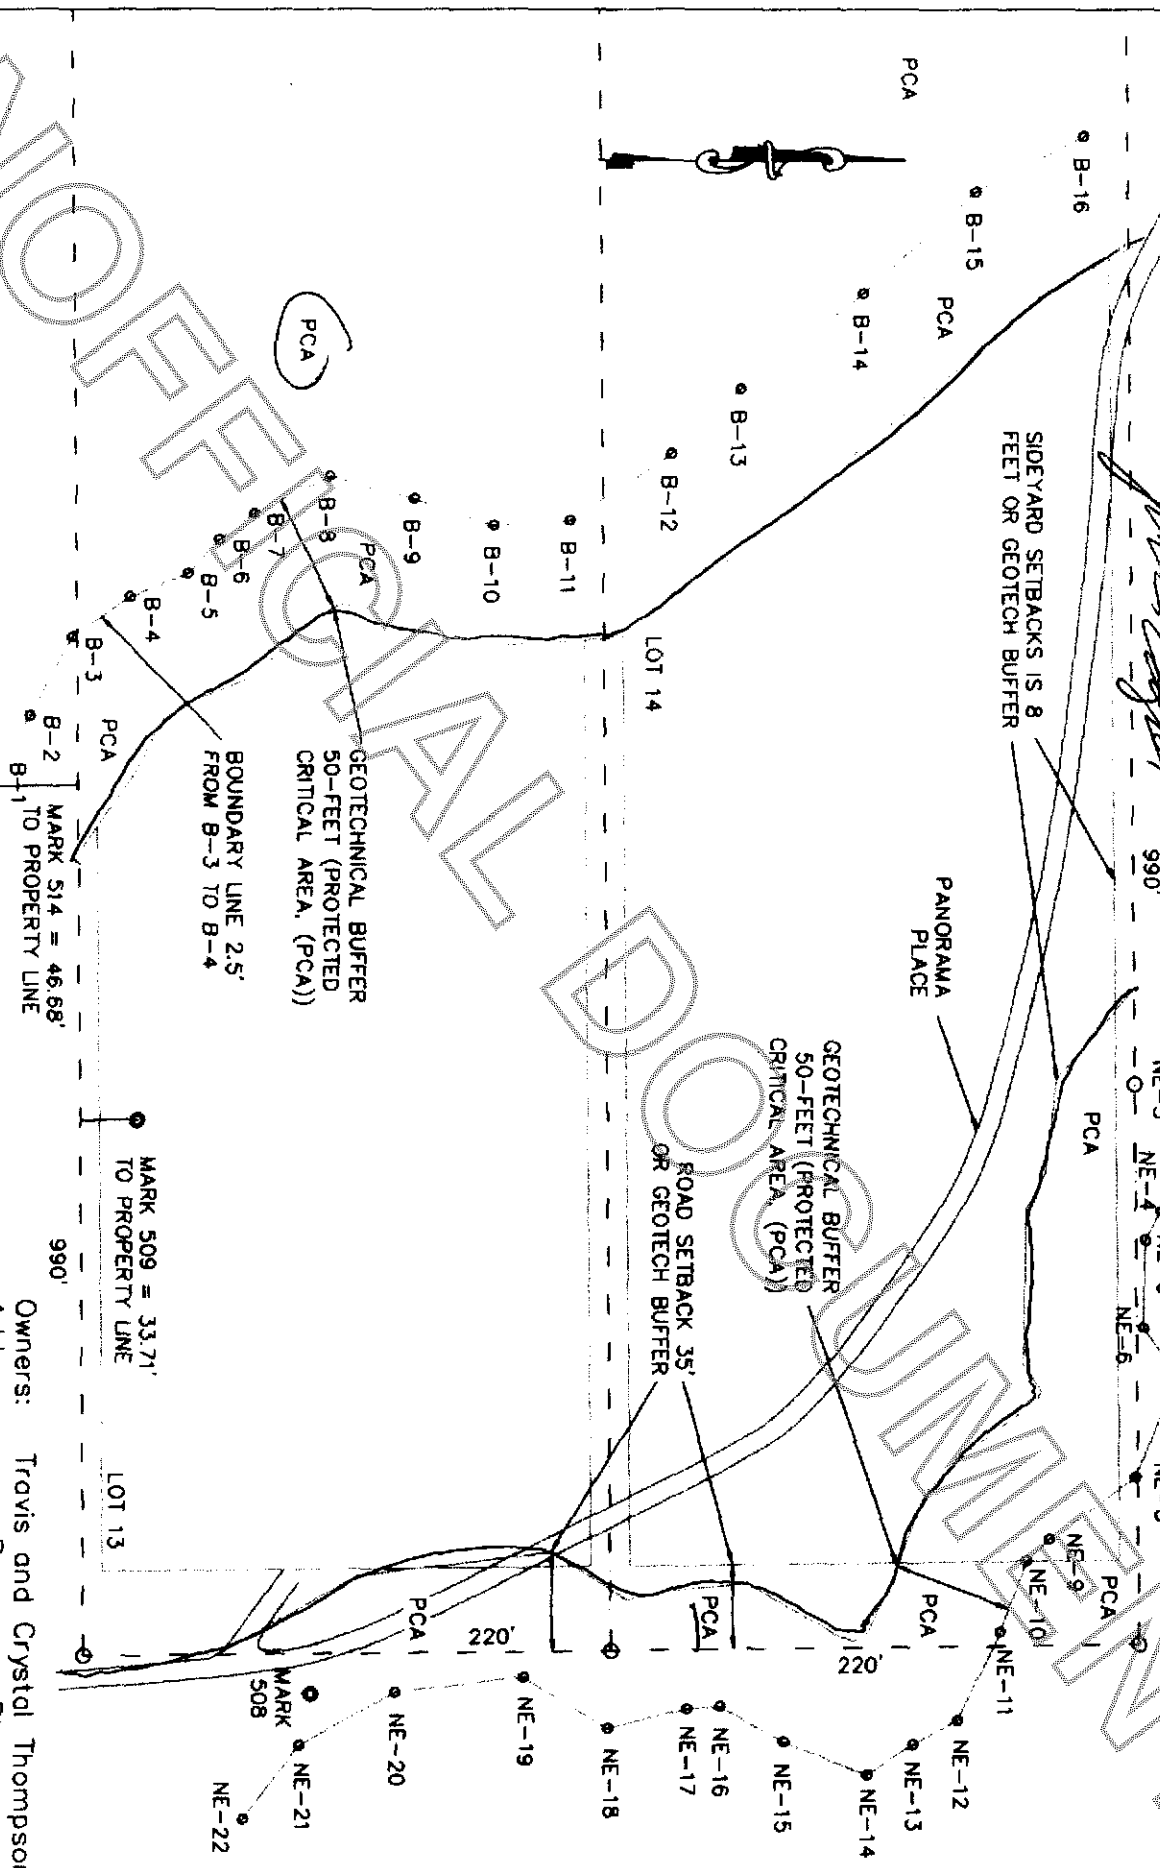 PCA
B-16
B-15
PCA
B-14
B-13
B-12
SIDEYARD SETBACKS IS 8
FEET OR GEOTECH BUFFER
990'
NE-4
NE-6
PCA
PANORAMA
PLACE
LOT 14
B-11
B-10
B-9
PCA
B-8
PCA
B-7
B-6
B-5
B-4
B-3
PCA
B-2
B-1
GEOTECHNICAL BUFFER
50-FEET (PROTECTED
CRITICAL AREA, (PCA))
BOUNDARY LINE 2.5'
FROM B-3 TO B-4
MARK 514 = 46.68'
TO PROPERTY LINE
GEOTECHNICAL BUFFER
50-FEET (PROTECTED
CRITICAL AREA, (PCA))
ROAD SETBACK 35'
OR GEOTECH BUFFER
MARK 509 = 33.71'
TO PROPERTY LINE
990'
LOT 13
NE-9
PCA
NE-10
NE-11
PCA
220'
PCA
220'
PCA
NE-12
NE-13
NE-14
NE-15
NE-16
NE-17
NE-18
NE-19
NE-20
MARK
508
NE-21
NE-22
Owners: Travis and Crystal Thompson
UNOFFICIAL DOCUMENT